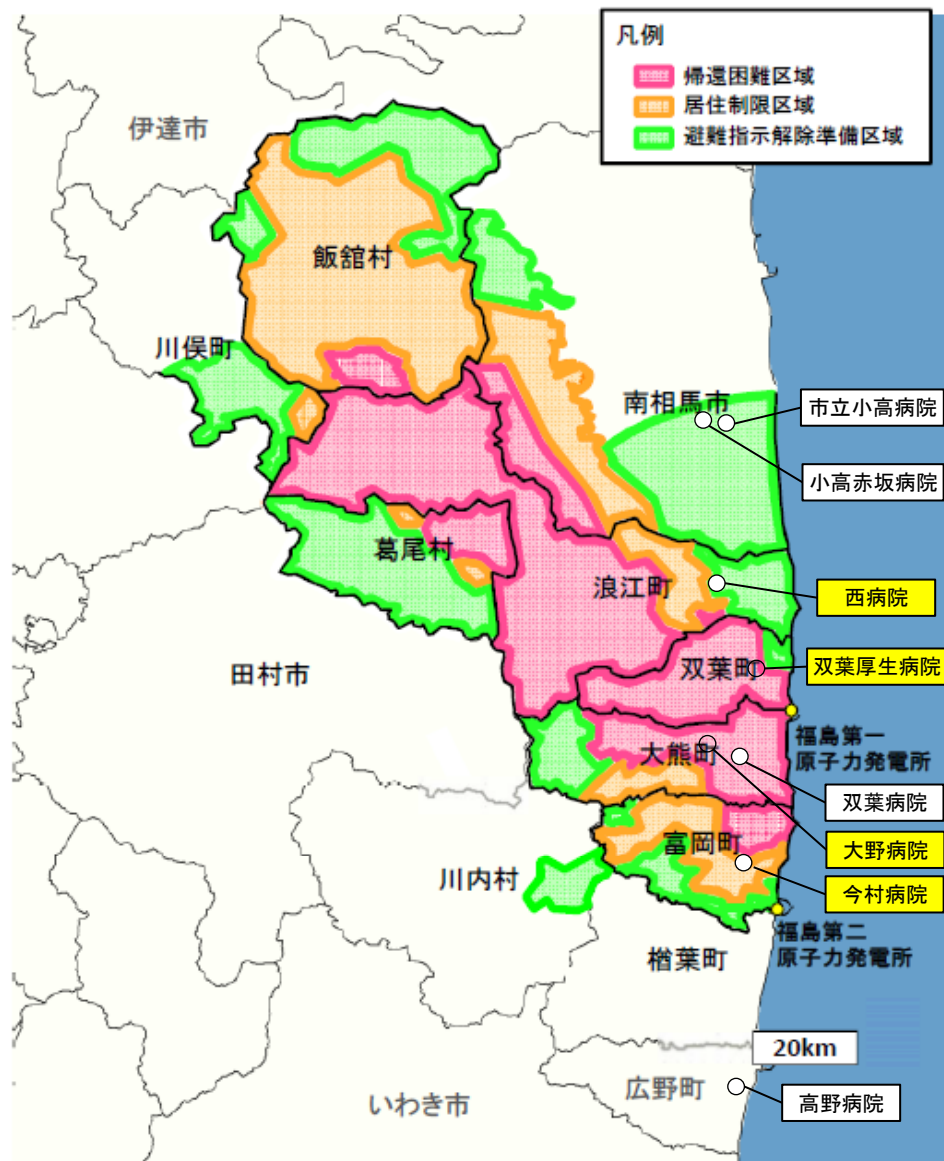 凡例
帰還困難区域
居住制限区域
避難指示解除準備区域
伊達市
飯舘村
川俣町
南相馬市
市立小高病院
小高赤坂病院
葛尾村
浪江町
西病院
田村市
双葉町
双葉厚生病院
大熊町
福島第一
原子力発電所
双葉病院
富岡町
大野病院
川内村
今村病院
福島第二
原子力発電所
楢葉町
20km
広野町
いわき市
高野病院